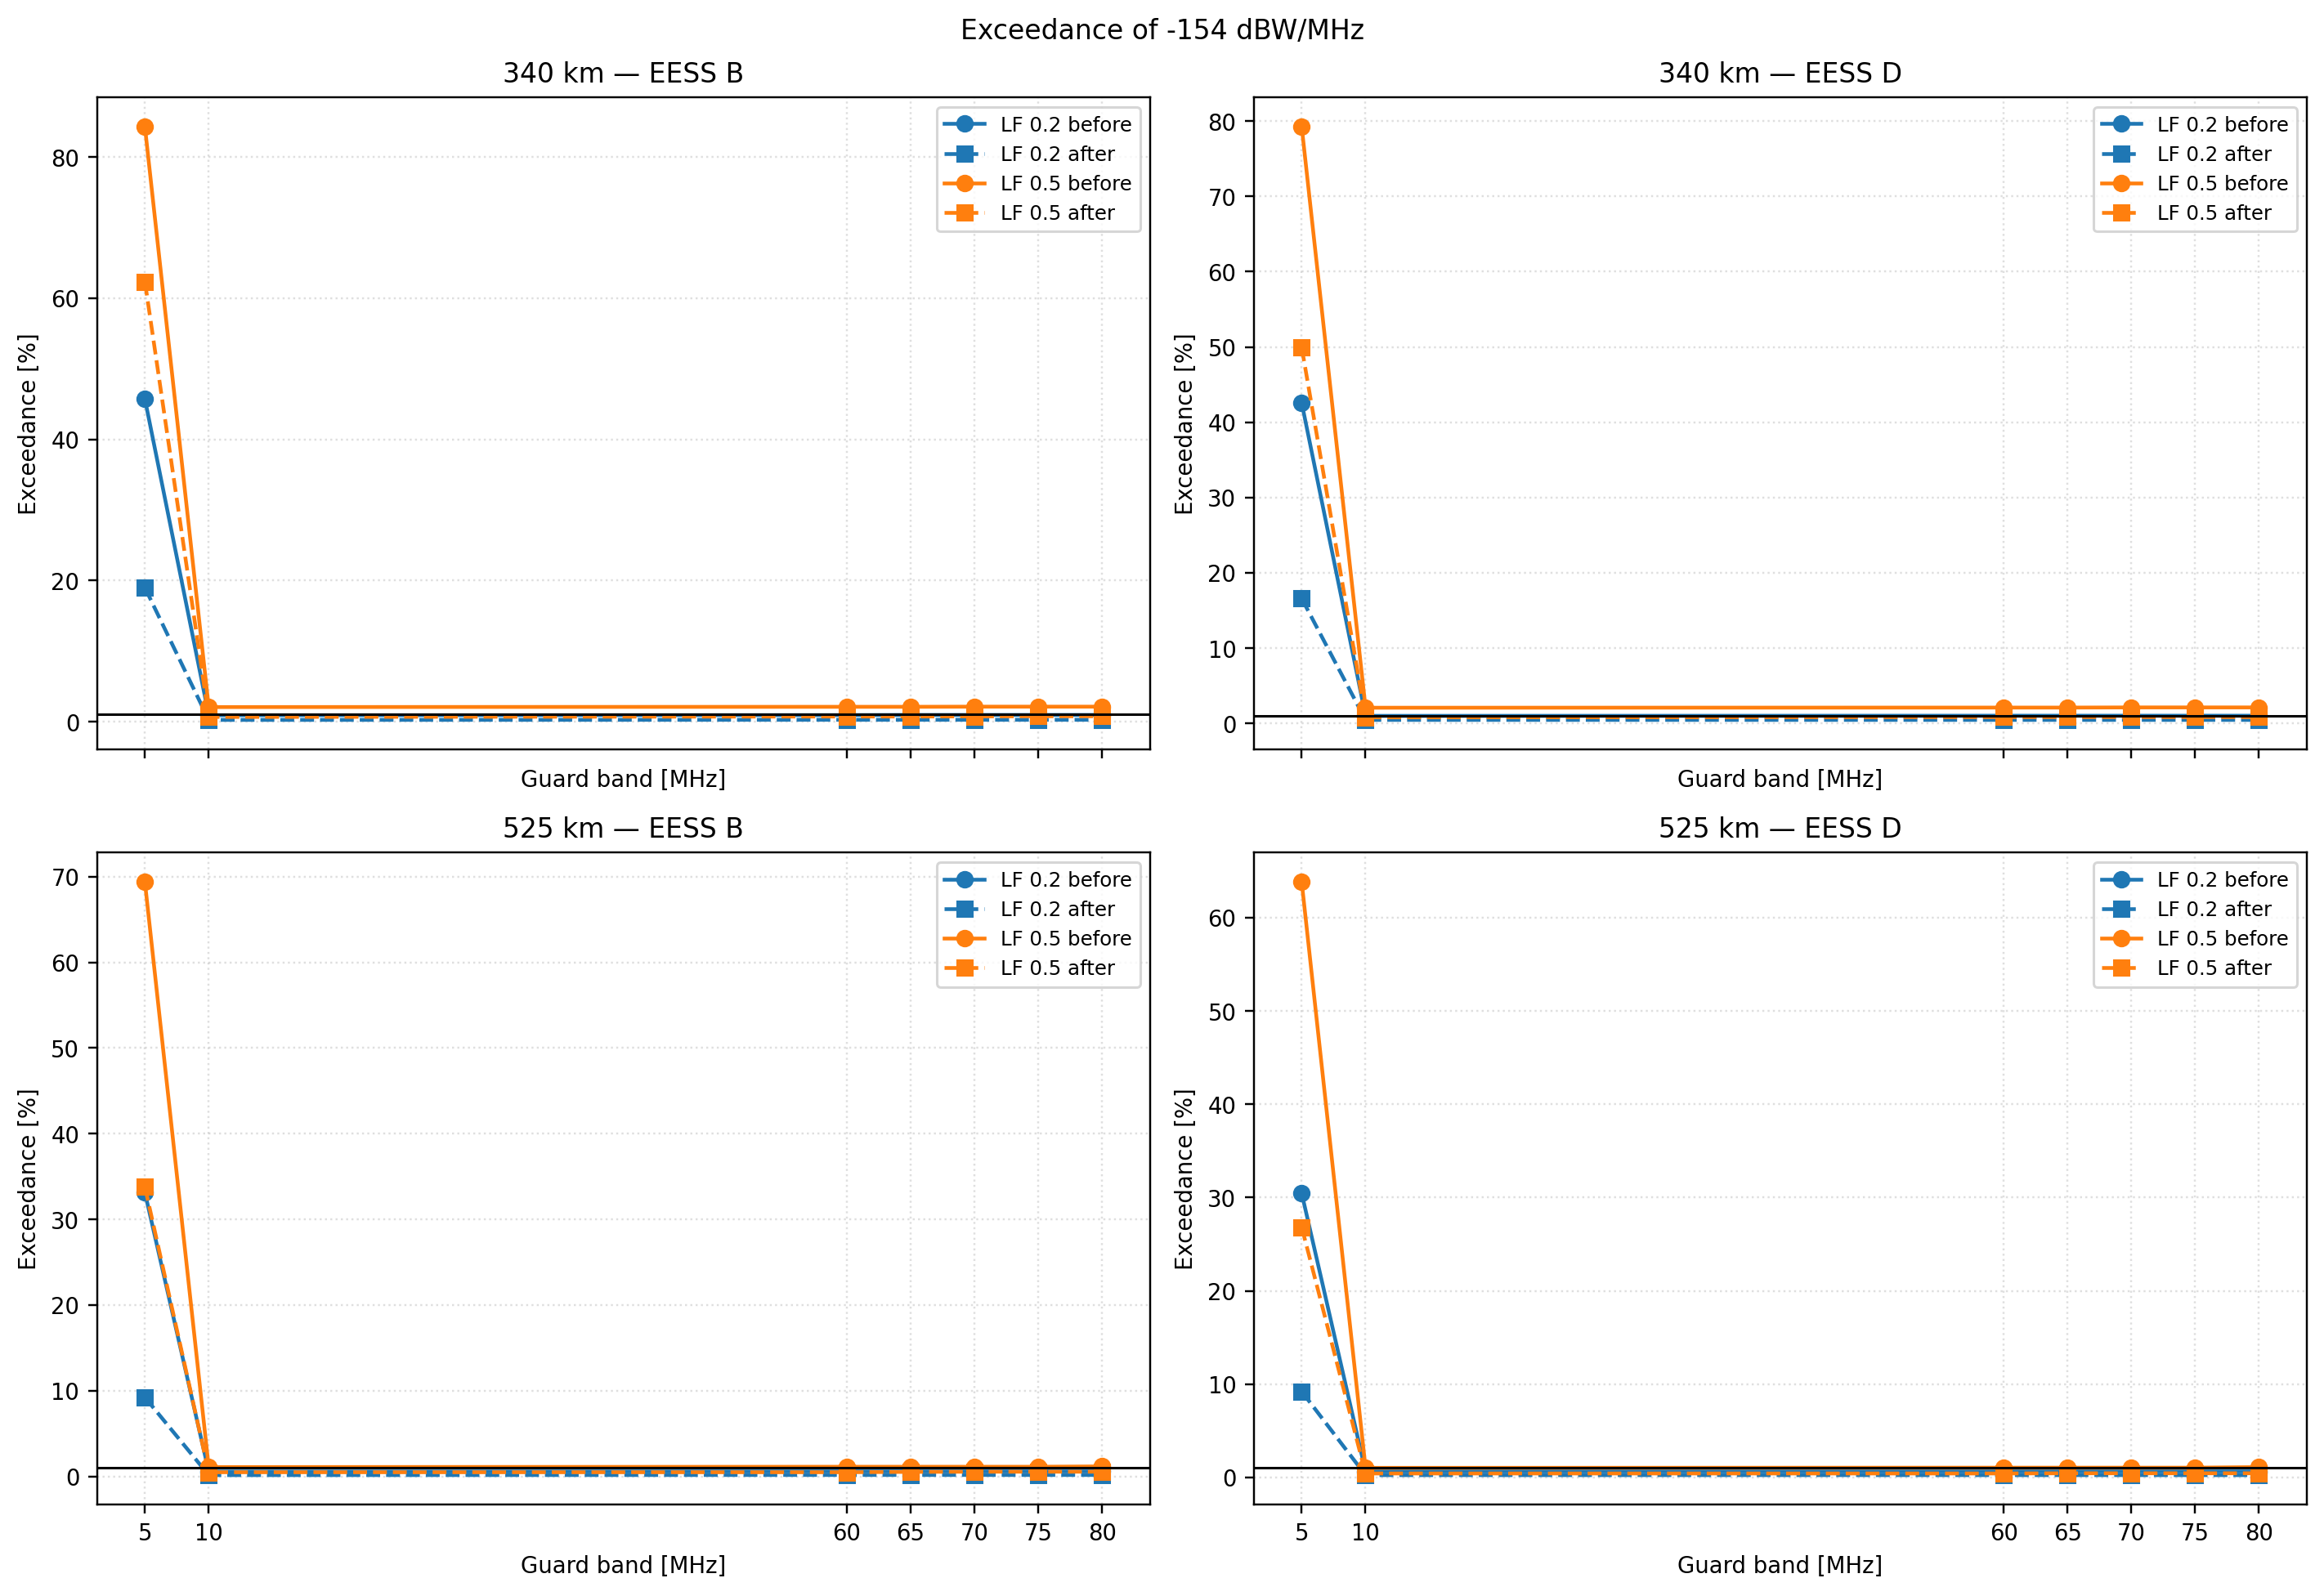 Exceedance of -154 dBW/MHz
340 km — EESS B
Exceedance [%]
80
60
40
20
0
LF 0.2 before
LF 0.2 after
LF 0.5 before
LF 0.5 after
Guard band [MHz]
340 km — EESS D
Exceedance [%]
80
70
60
50
40
30
20
10
0
LF 0.2 before
LF 0.2 after
LF 0.5 before
LF 0.5 after
Guard band [MHz]
525 km — EESS B
Exceedance [%]
70
60
50
40
30
20
10
0
LF 0.2 before
LF 0.2 after
LF 0.5 before
LF 0.5 after
5 10 60 65 70 75 80
Guard band [MHz]
525 km — EESS D
Exceedance [%]
60
50
40
30
20
10
0
LF 0.2 before
LF 0.2 after
LF 0.5 before
LF 0.5 after
5 10 60 65 70 75 80
Guard band [MHz]